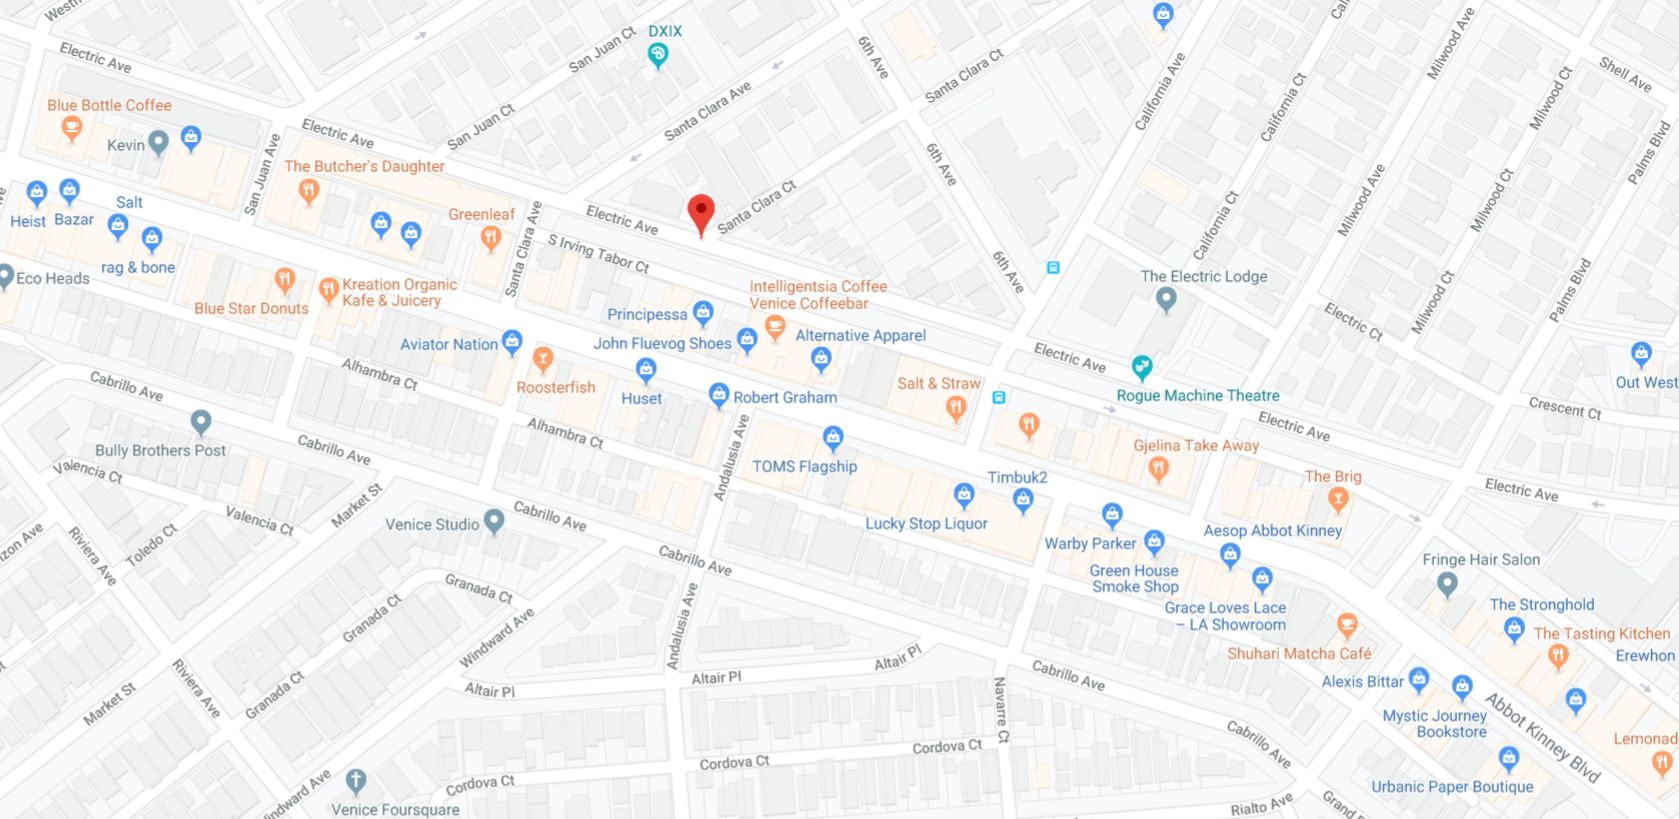 Electric Ave
San Juan Ct
DXIX
6th Ave
Santa Clara Ct
California Ave
California Ct
Milwood Ave
Milwood Ct
Shell Ave
Palms Blvd
Blue Bottle Coffee
Kevin
San Juan Ave
Electric Ave
San Juan Ct
Santa Clara Ave
The Butcher's Daughter
6th Ave
Santa Clara Ct
California Ct
Milwood Ave
Milwood Ct
Heist
Bazar
Salt
rag & bone
Greenleaf
Santa Clara Ave
Electric Ave
S Irving Tabor Ct
6th Ave
The Electric Lodge
Palms Blvd
Milwood Ct
Electric Ct
Eco Heads
Blue Star Donuts
Kreation Organic
Kafe & Juicery
Intelligentsia Coffee
Venice Coffeebar
Principessa
John Fluevog Shoes
Alternative Apparel
Aviator Nation
Roosterfish
Huset
Robert Graham
Salt & Straw
Electric Ave
Rogue Machine Theatre
Out West
Crescent Ct
Electric Ave
Alhambra Ct
Cabrillo Ave
Bully Brothers Post
Cabrillo Ave
Alhambra Ct
Andalusia Ave
TOMS Flagship
Gjelina Take Away
The Brig
Electric Ave
Valencia Ct
Valencia Ct
Market St
Toledo Ct
Riviera Ave
Venice Studio
Cabrillo Ave
Lucky Stop Liquor
Timbuk2
Warby Parker
Aesop Abbot Kinney
Green House
Smoke Shop
Grace Loves Lace
– LA Showroom
Fringe Hair Salon
The Stronghold
The Tasting Kitchen
Erewhon
Cabrillo Ave
Granada Ct
Granada Ct
Windward Ave
Andalusia Ave
Altair Pl
Altair Pl
Altair Pl
Shuhari Matcha Café
Alexis Bittar
Mystic Journey
Bookstore
Abbot Kinney Blvd
Lemonad
Urbanic Paper Boutique
Market St
Riviera Ave
Granada Ct
Navarre Ct
Cabrillo Ave
Cabrillo Ave
Cordova Ct
Cordova Ct
Cordova Ct
Venice Foursquare
Rialto Ave